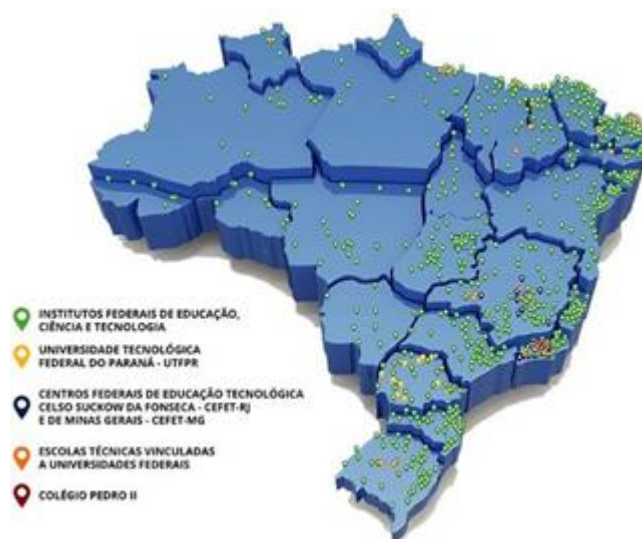 INSTITUTOS FEDERAIS DE EDUCAÇÃO,
CIÊNCIA E TECNOLOGIA
UNIVERSIDADE TECNOLÓGICA
FEDERAL DO PARANÁ - UTFPR
CENTROS FEDERAIS DE EDUCAÇÃO TECNOLÓGICA
CELSO SUCKOW DA FONSECA - CEFET-RJ
E DE MINAS GERAIS - CEFET-MG
ESCOLAS TÉCNICAS VINCULADAS
A UNIVERSIDADES FEDERAIS
COLÉGIO PEDRO II